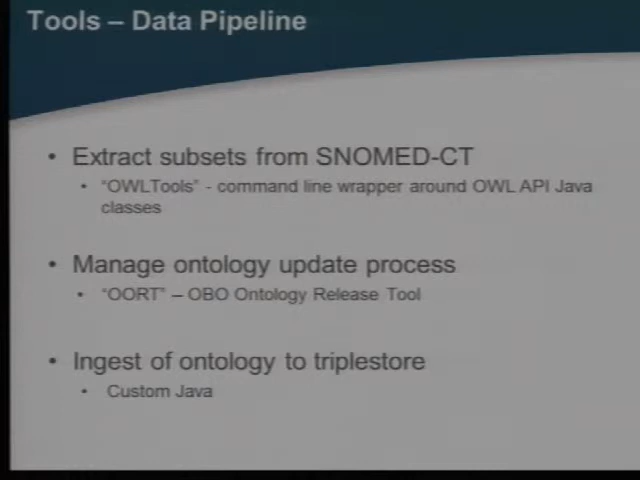 Tools – Data Pipeline
• Extract subsets from SNOMED-CT
• "OWLTools" - command line wrapper around OWL API Java
classes
• Manage ontology update process
• "OORT" – OBO Ontology Release Tool
• Ingest of ontology to triplestore
• Custom Java